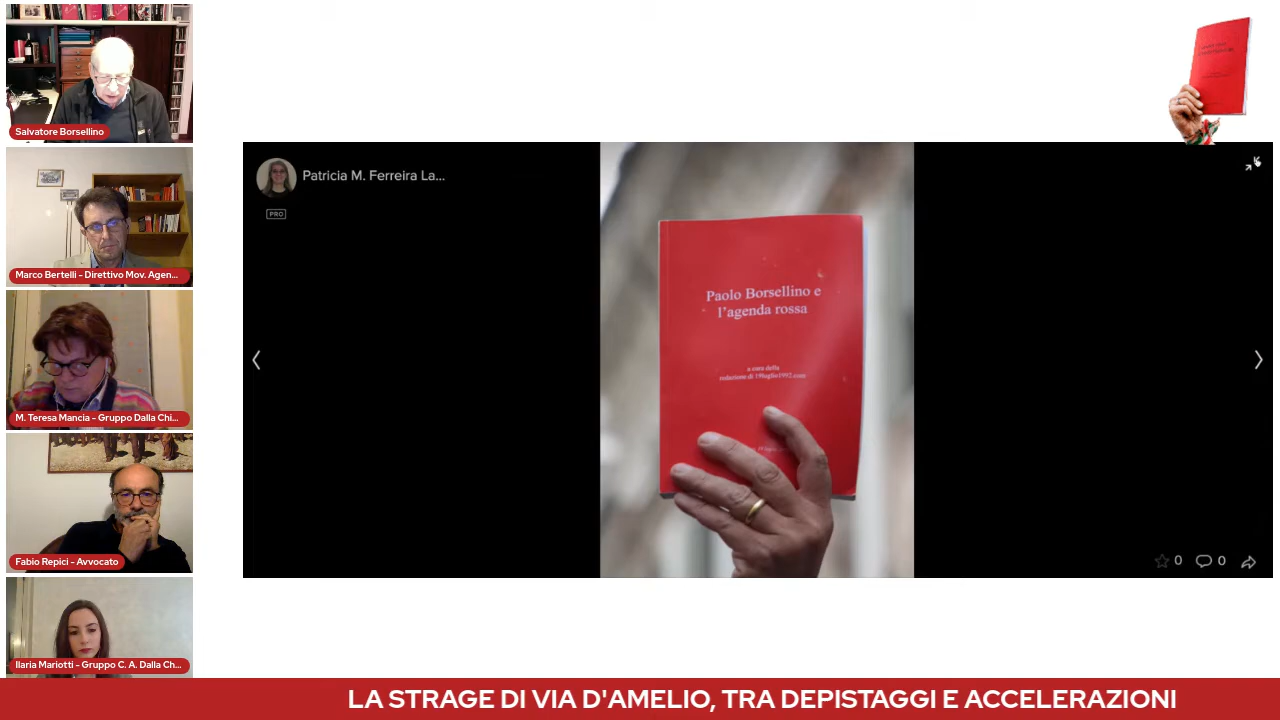 Salvatore Borsellino
Marco Bertelli - Direttivo Mov. Agen...
M. Teresa Mancia - Gruppo Dalla Chi...
Fabio Repici - Avvocato
Ilaria Mariotti - Gruppo C. A. Dalla Ch...
Patricia M. Ferreira La...
PRO
Paolo Borsellino e
l'agenda rossa
a cura della
redazione di 19luglio1992.com
0
0
LA STRAGE DI VIA D'AMELIO, TRA DEPISTAGGI E ACCELERAZIONI